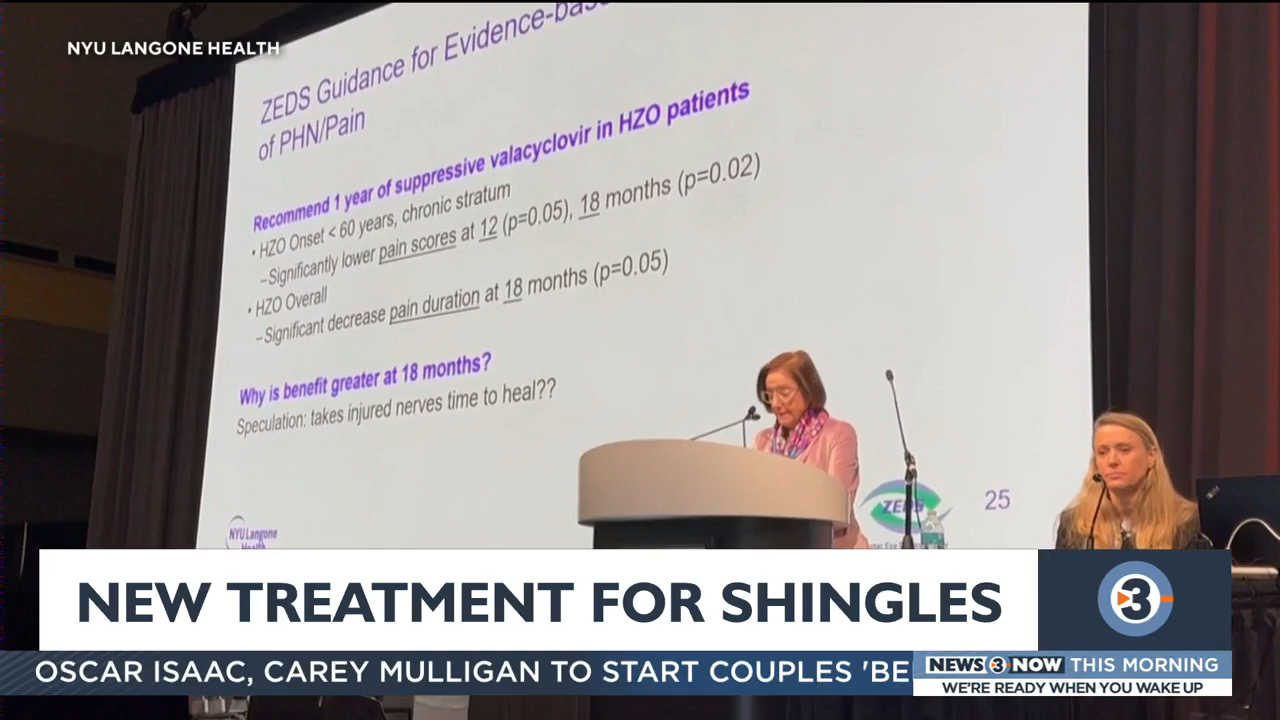 NYU LANGONE HEALTH
ZEDS Guidance for Evidence-bas
of PHN/Pain
Recommend 1 year of suppressive valacyclovir in HZO patients
• HZO Onset < 60 years, chronic stratum
–Significantly lower pain scores at 12 (p=0.05), 18 months (p=0.02)
• HZO Overall
–Significant decrease pain duration at 18 months (p=0.05)
Why is benefit greater at 18 months?
Speculation: takes injured nerves time to heal??
NYU Langone
Health
ZEDS
25
NEW TREATMENT FOR SHINGLES
3
OSCAR ISAAC, CAREY MULLIGAN TO START COUPLES 'BE
NEWS 3 NOW THIS MORNING
WE'RE READY WHEN YOU WAKE UP